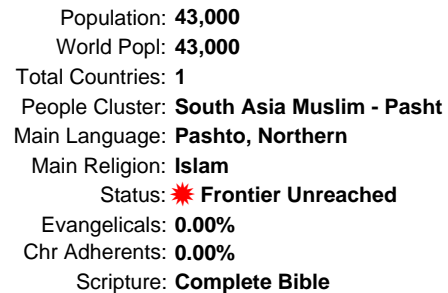 Population: 43,000
World Popl: 43,000
Total Countries: 1
People Cluster: South Asia Muslim - Pasht
Main Language: Pashto, Northern
Main Religion: Islam
Status: Frontier Unreached
Evangelicals: 0.00%
Chr Adherents: 0.00%
Scripture: Complete Bible